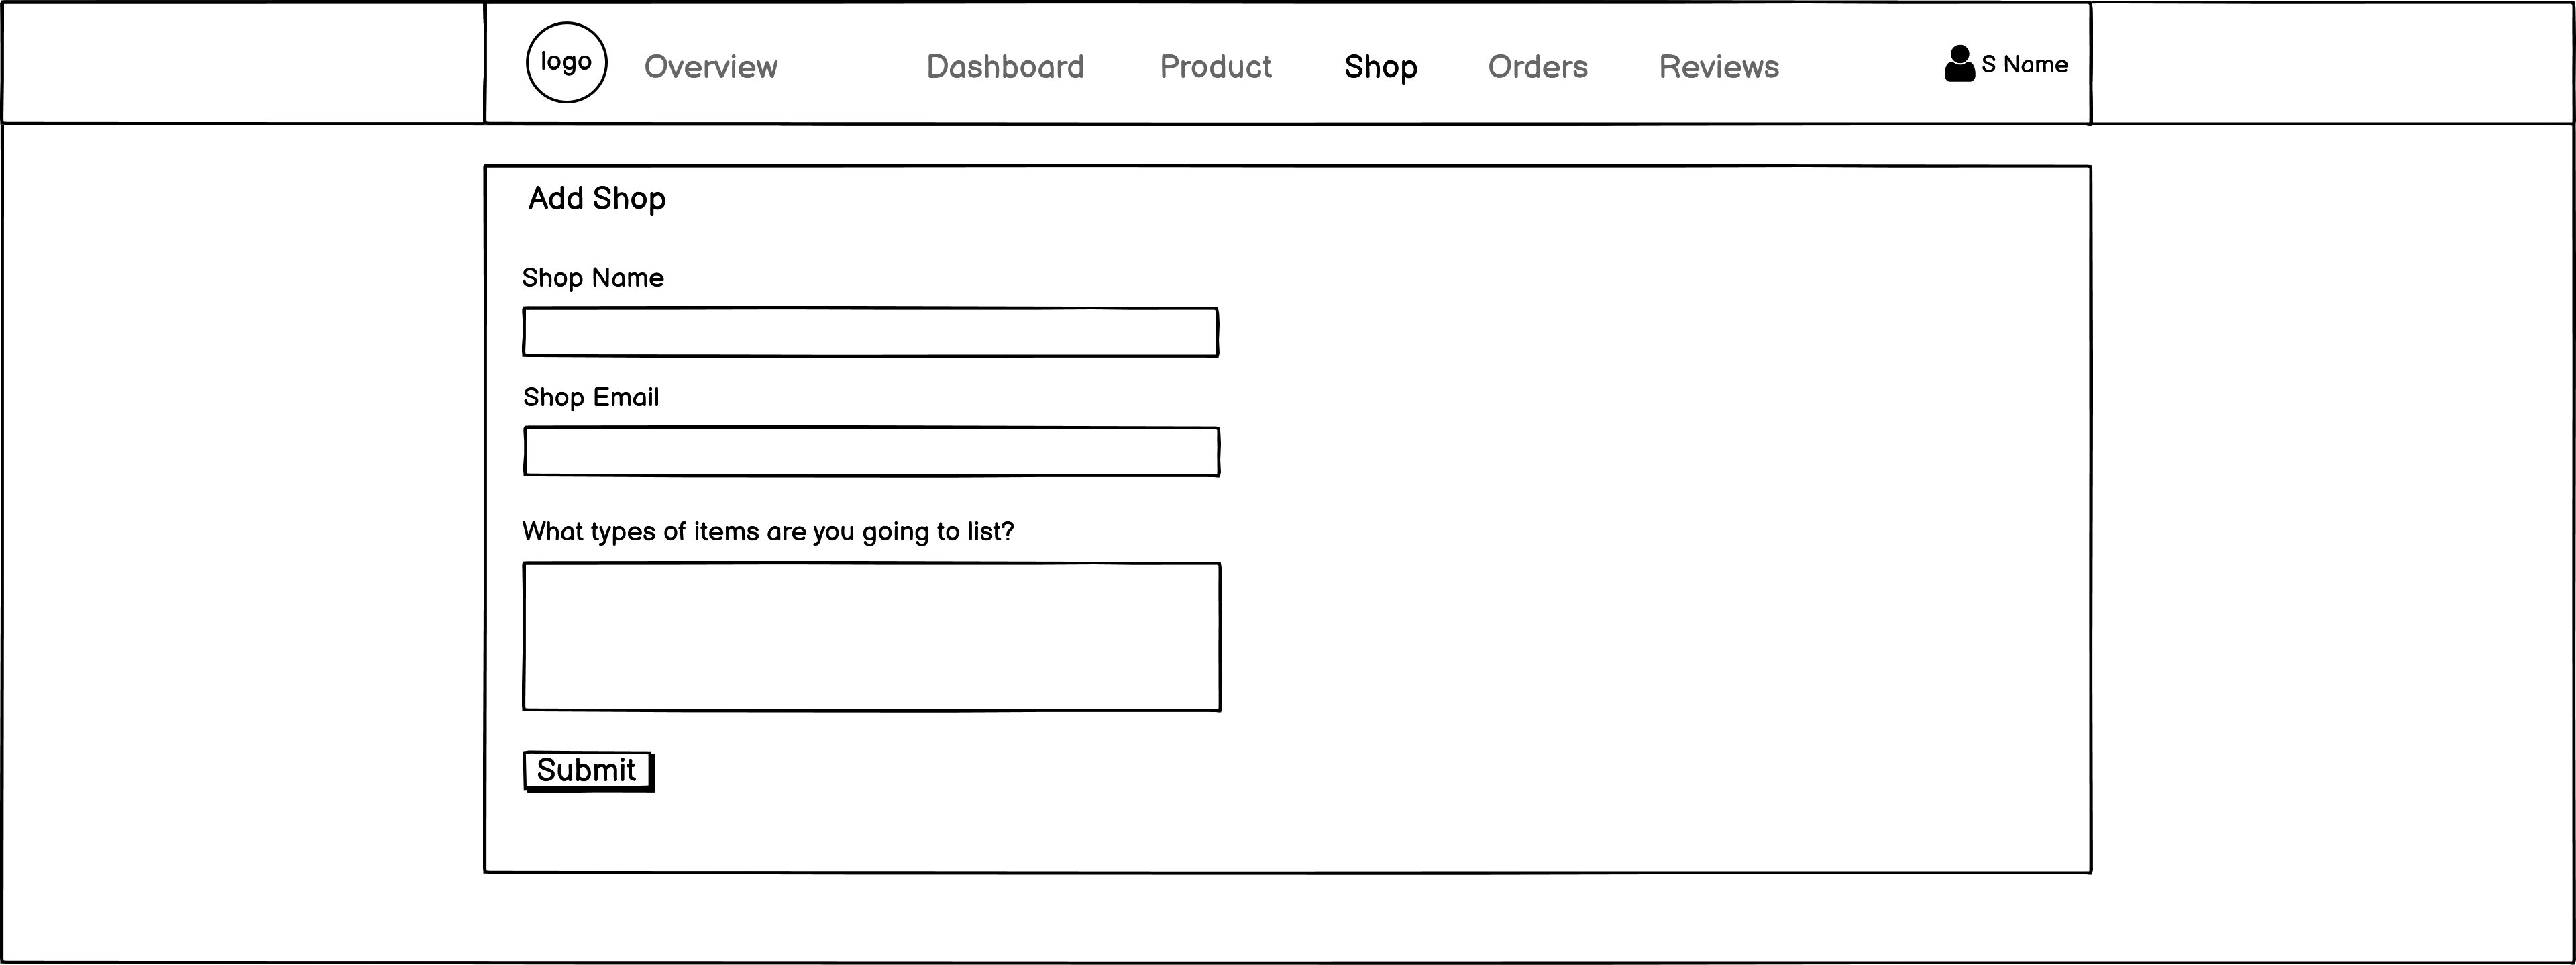 logo Overview Dashboard Product Shop Orders Reviews S Name
Add Shop
Shop Name
Shop Email
What types of items are you going to list?
Submit